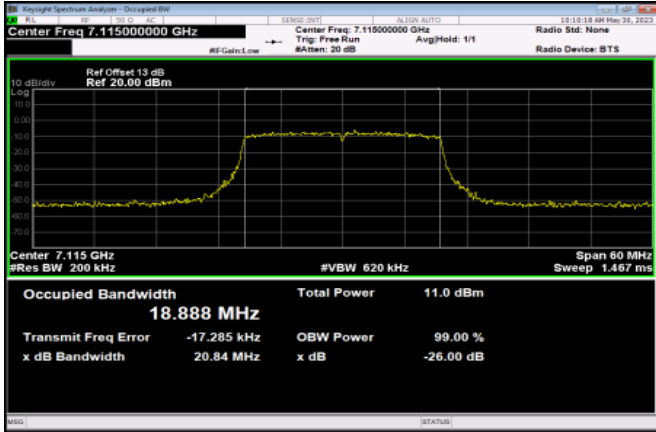 Keysight Spectrum Analyzer - Occupied BW
RL RF 50 Ω AC SENSE:INT ALIGN AUTO 10:10:18 AM May 30, 2023
Center Freq 7.115000000 GHz Center Freq: 7.115000000 GHz Radio Std: None
Trig: Free Run Avg|Hold: 1/1
#IFGain:Low #Atten: 20 dB Radio Device: BTS
Ref Offset 13 dB
10 dB/div Ref 20.00 dBm
Log
10.0
0.00
-10.0
-20.0
-30.0
-40.0
-50.0
-60.0
-70.0
Center 7.115 GHz Span 60 MHz
#Res BW 200 kHz #VBW 620 kHz Sweep 1.467 ms
Occupied Bandwidth Total Power 11.0 dBm
18.888 MHz
Transmit Freq Error -17.285 kHz OBW Power 99.00 %
x dB Bandwidth 20.84 MHz x dB -26.00 dB
MSG STATUS